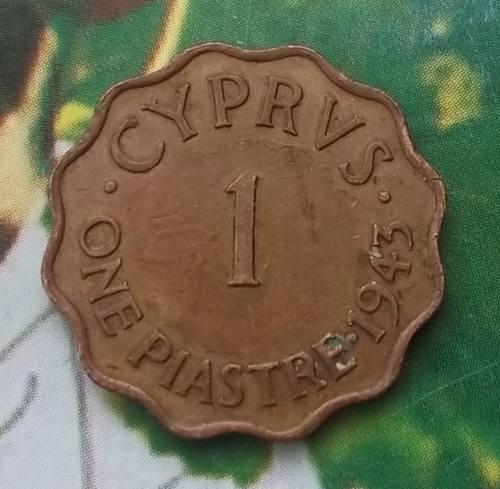 CYPRVS
1
ONE PIASTRE 1943